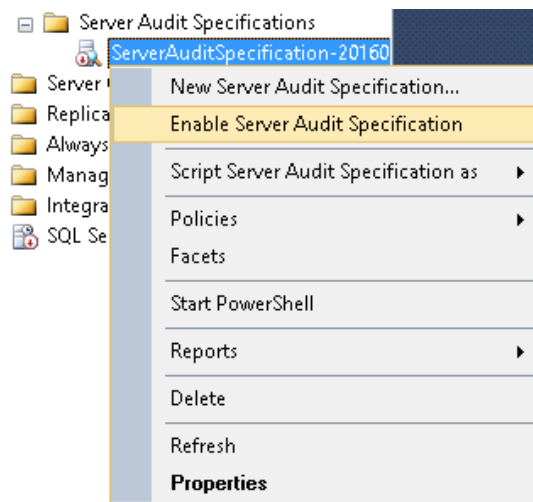 Server Audit Specifications
ServerAuditSpecification-20160
Server
New Server Audit Specification...
Replica
Enable Server Audit Specification
Always
Manag
Script Server Audit Specification as
Integra
Policies
SQL Se
Facets
Start PowerShell
Reports
Delete
Refresh
Properties